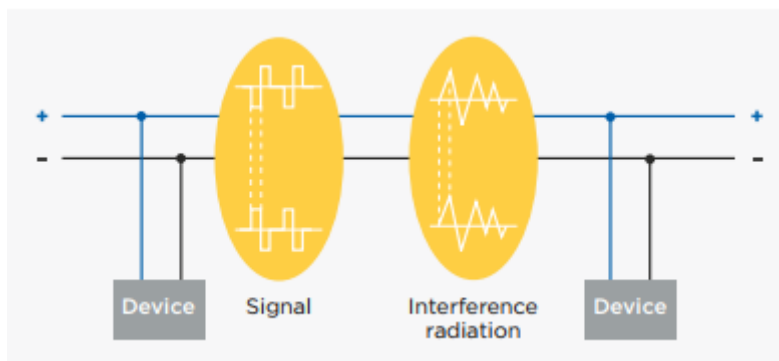 + +
- -
Device Signal Interference Device
radiation